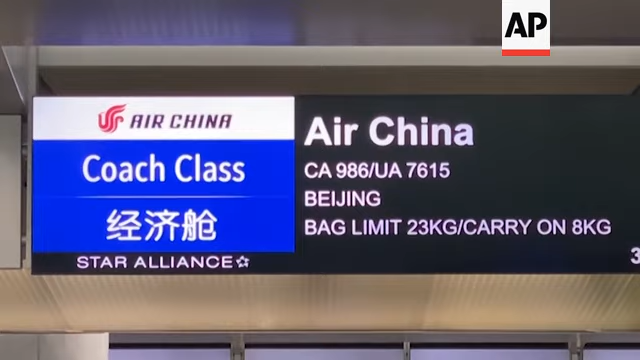 AP
AIR CHINA
Coach Class
经济舱
STAR ALLIANCE
Air China
CA 986/UA 7615
BEIJING
BAG LIMIT 23KG/CARRY ON 8KG
3